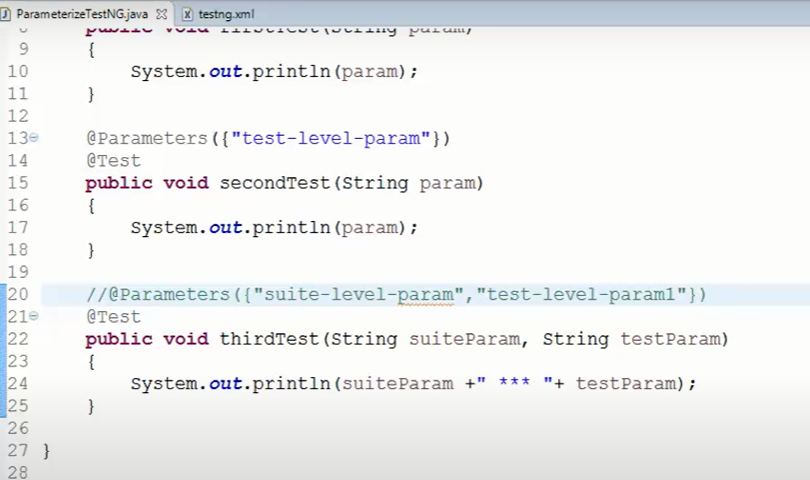 ParameterizeTestNG.java testng.xml
public void firstTest(String param)
9 {
10 System.out.println(param);
11 }
12
13 @Parameters({"test-level-param"})
14 @Test
15 public void secondTest(String param)
16 {
17 System.out.println(param);
18 }
19
20 //@Parameters({"suite-level-param","test-level-param1"})
21 @Test
22 public void thirdTest(String suiteParam, String testParam)
23 {
24 System.out.println(suiteParam +" *** "+ testParam);
25 }
26
27 }
28